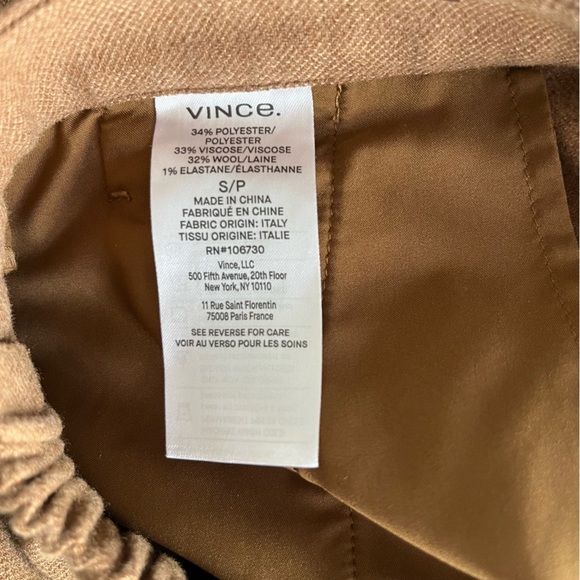 VINCE.
34% POLYESTER/
POLYESTER
33% VISCOSE/VISCOSE
32% WOOL/LAINE
1% ELASTANE/ÉLASTHANNE
S/P
MADE IN CHINA
FABRIQUÉ EN CHINE
FABRIC ORIGIN: ITALY
TISSU ORIGINE: ITALIE
RN#106730
Vince, LLC
500 Fifth Avenue, 20th Floor
New York, NY 10110
11 Rue Saint Florentin
75008 Paris France
SEE REVERSE FOR CARE
VOIR AU VERSO POUR LES SOINS